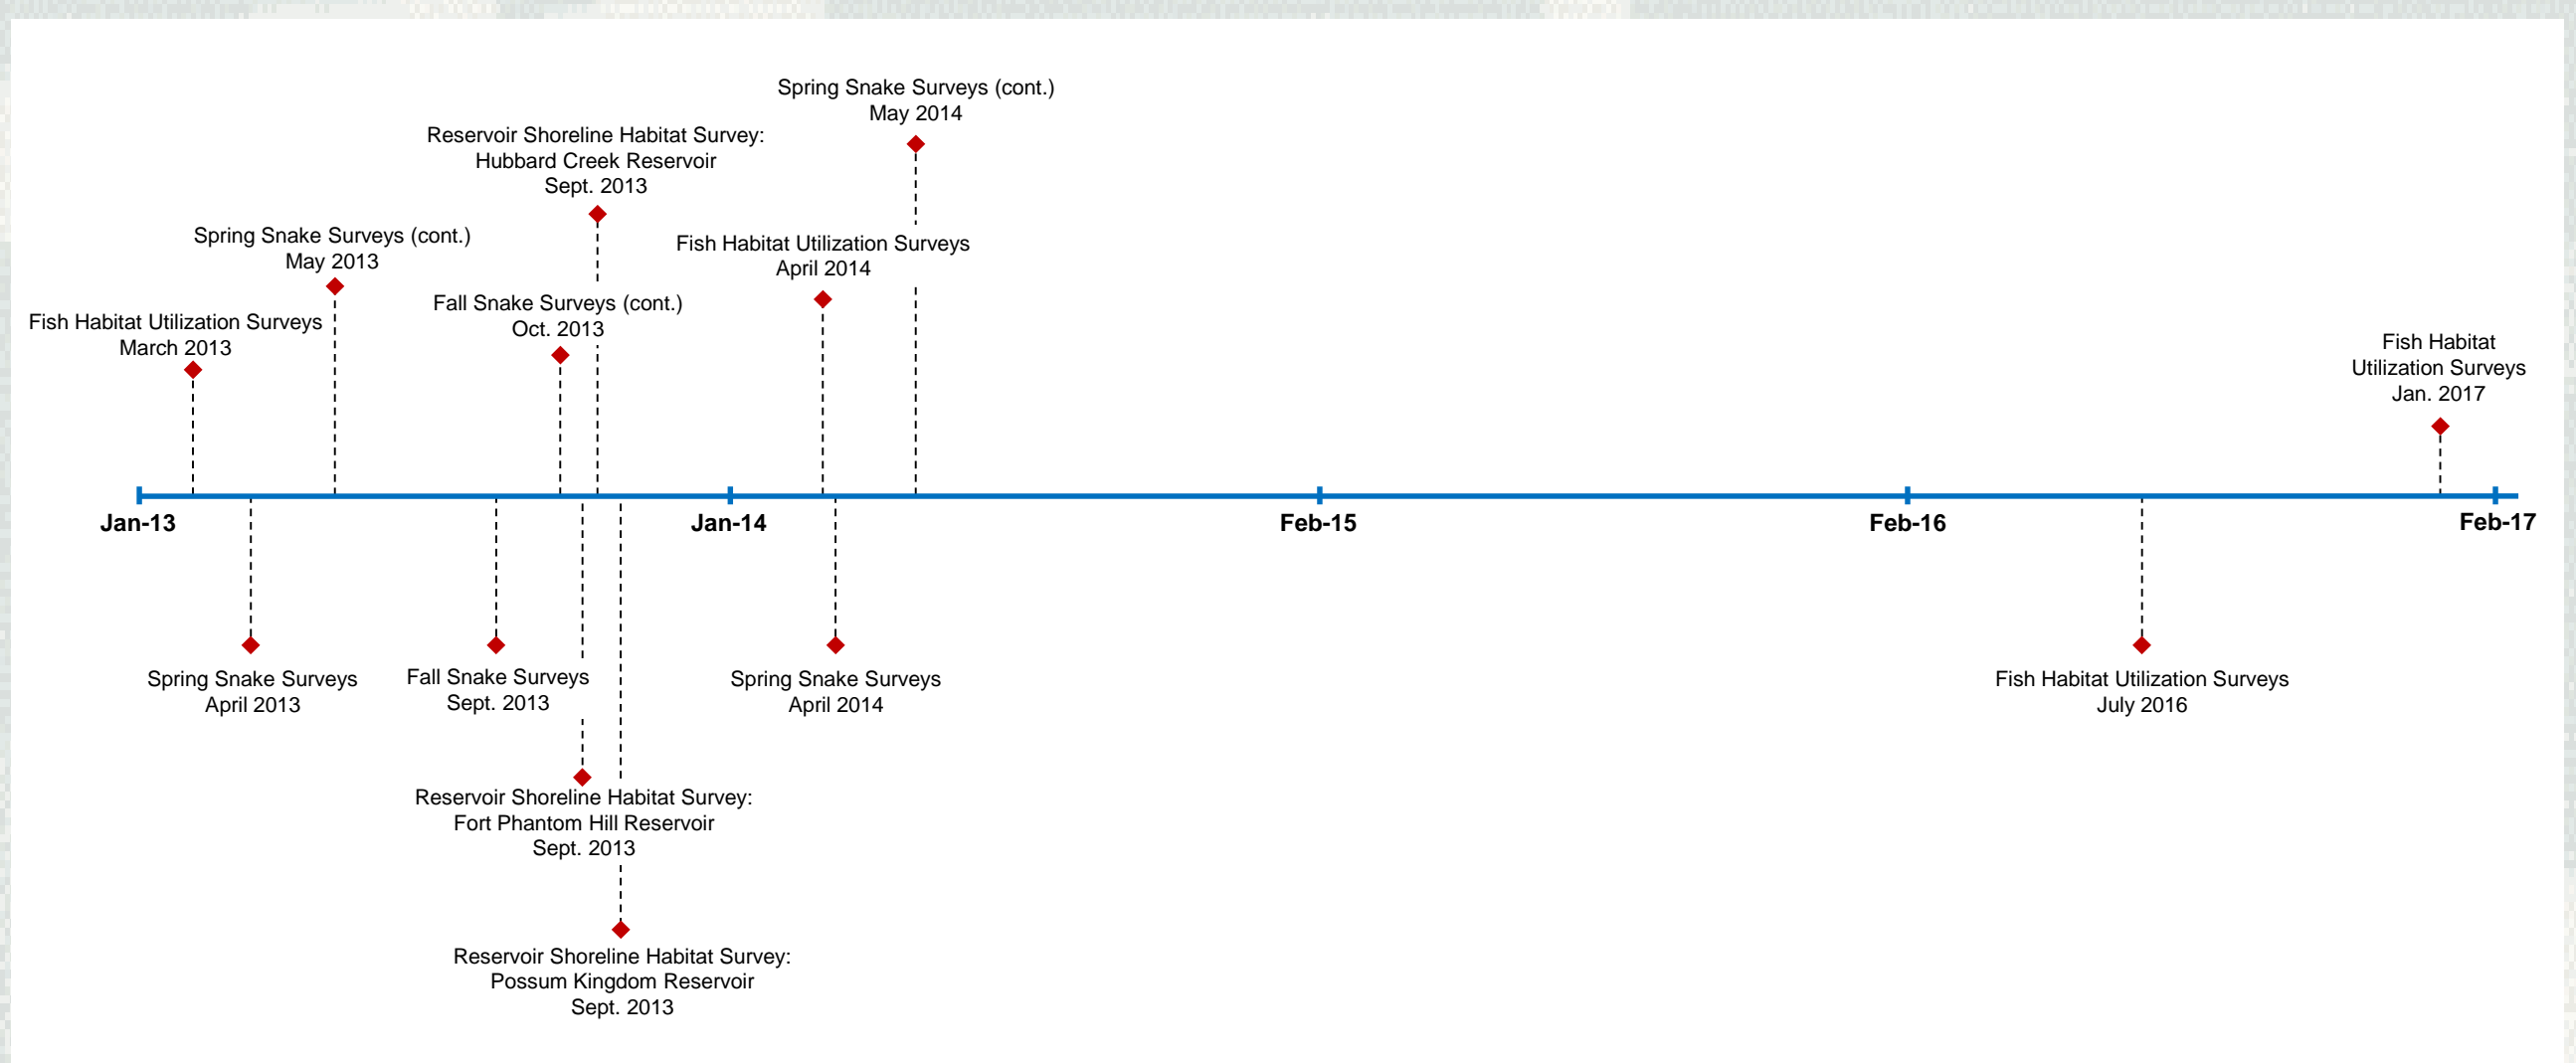 Spring Snake Surveys (cont.)
May 2014
Reservoir Shoreline Habitat Survey:
Hubbard Creek Reservoir
Sept. 2013
Spring Snake Surveys (cont.)
May 2013
Fish Habitat Utilization Surveys
April 2014
Fall Snake Surveys (cont.)
Oct. 2013
Fish Habitat Utilization Surveys
March 2013
Fish Habitat
Utilization Surveys
Jan. 2017
Jan-13
Jan-14
Feb-15
Feb-16
Feb-17
Spring Snake Surveys
April 2013
Fall Snake Surveys
Sept. 2013
Spring Snake Surveys
April 2014
Fish Habitat Utilization Surveys
July 2016
Reservoir Shoreline Habitat Survey:
Fort Phantom Hill Reservoir
Sept. 2013
Reservoir Shoreline Habitat Survey:
Possum Kingdom Reservoir
Sept. 2013